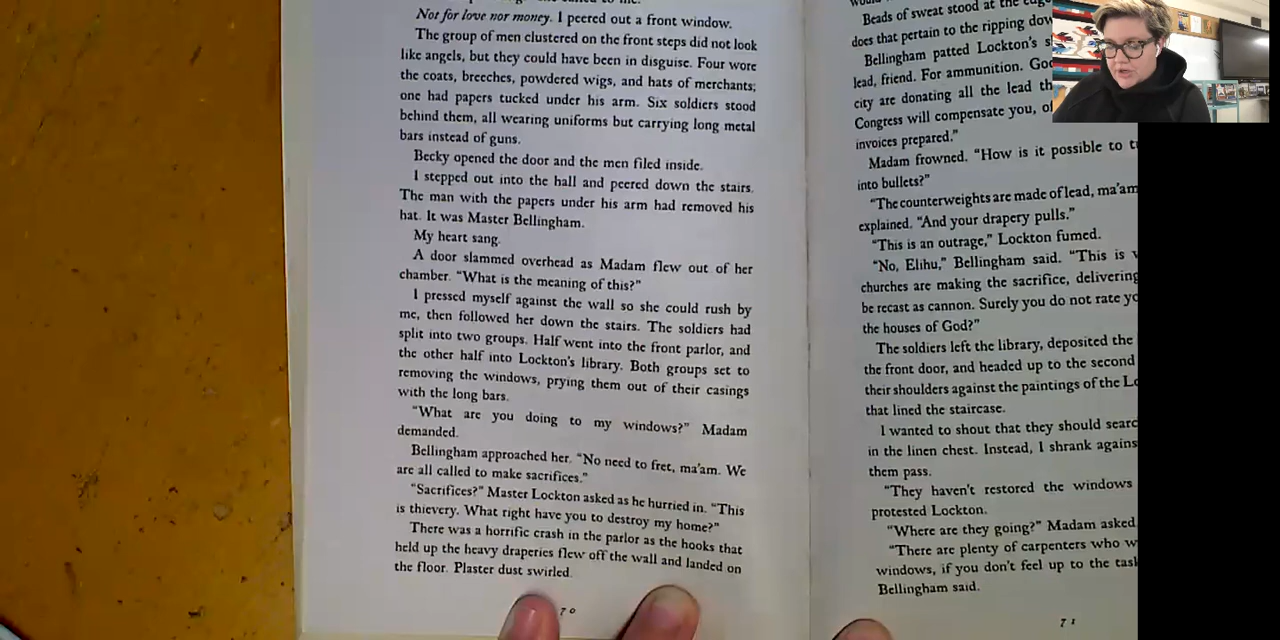 Not for love nor money. I peered out a front window.
The group of men clustered on the front steps did not look
like angels, but they could have been in disguise. Four wore
the coats, breeches, powdered wigs, and hats of merchants;
one had papers tucked under his arm. Six soldiers stood
behind them, all wearing uniforms but carrying long metal
bars instead of guns.
Becky opened the door and the men filed inside.
I stepped out into the hall and peered down the stairs.
The man with the papers under his arm had removed his
hat. It was Master Bellingham.
My heart sang.
A door slammed overhead as Madam flew out of her
chamber. "What is the meaning of this?"
I pressed myself against the wall so she could rush by
me, then followed her down the stairs. The soldiers had
split into two groups. Half went into the front parlor, and
the other half into Lockton's library. Both groups set to
removing the windows, prying them out of their casings
with the long bars.
"What are you doing to my windows?" Madam
demanded.
Bellingham approached her. "No need to fret, ma'am. We
are all called to make sacrifices."
"Sacrifices?" Master Lockton asked as he hurried in. "This
is thievery. What right have you to destroy my home?"
There was a horrific crash in the parlor as the hooks that
held up the heavy draperies flew off the wall and landed on
the floor. Plaster dust swirled.
70
Beads of sweat stood at the
does that pertain to the ripping
Bellingham patted Lockton's
lead, friend. For ammunition.
city are donating all the lead
Congress will compensate you,
invoices prepared."
Madam frowned. "How is it possible to
into bullets?"
"The counterweights are made of lead, ma'am
explained. "And your drapery pulls."
"This is an outrage," Lockton fumed.
"No, Elihu," Bellingham said. "This is
churches are making the sacrifice, delivering
be recast as cannon. Surely you do not rate
the houses of God?"
The soldiers left the library, deposited the
the front door, and headed up to the second
their shoulders against the paintings of the
that lined the staircase.
I wanted to shout that they should
in the linen chest. Instead, I shrank
them pass.
"They haven't restored the windows
protested Lockton.
"Where are they going?" Madam asked
"There are plenty of carpenters who
windows, if you don't feel up to the
Bellingham said.
71